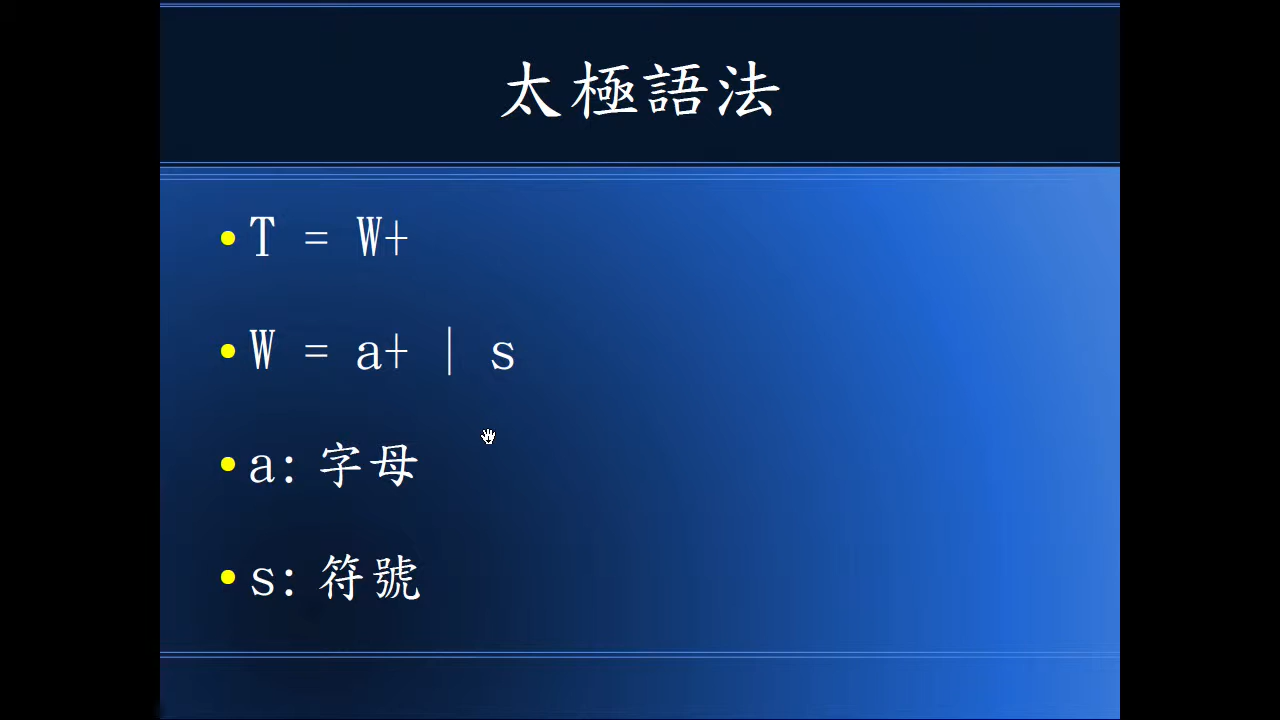 太極語法
• T = W+
• W = a+ | s
• a: 字母
• s: 符號